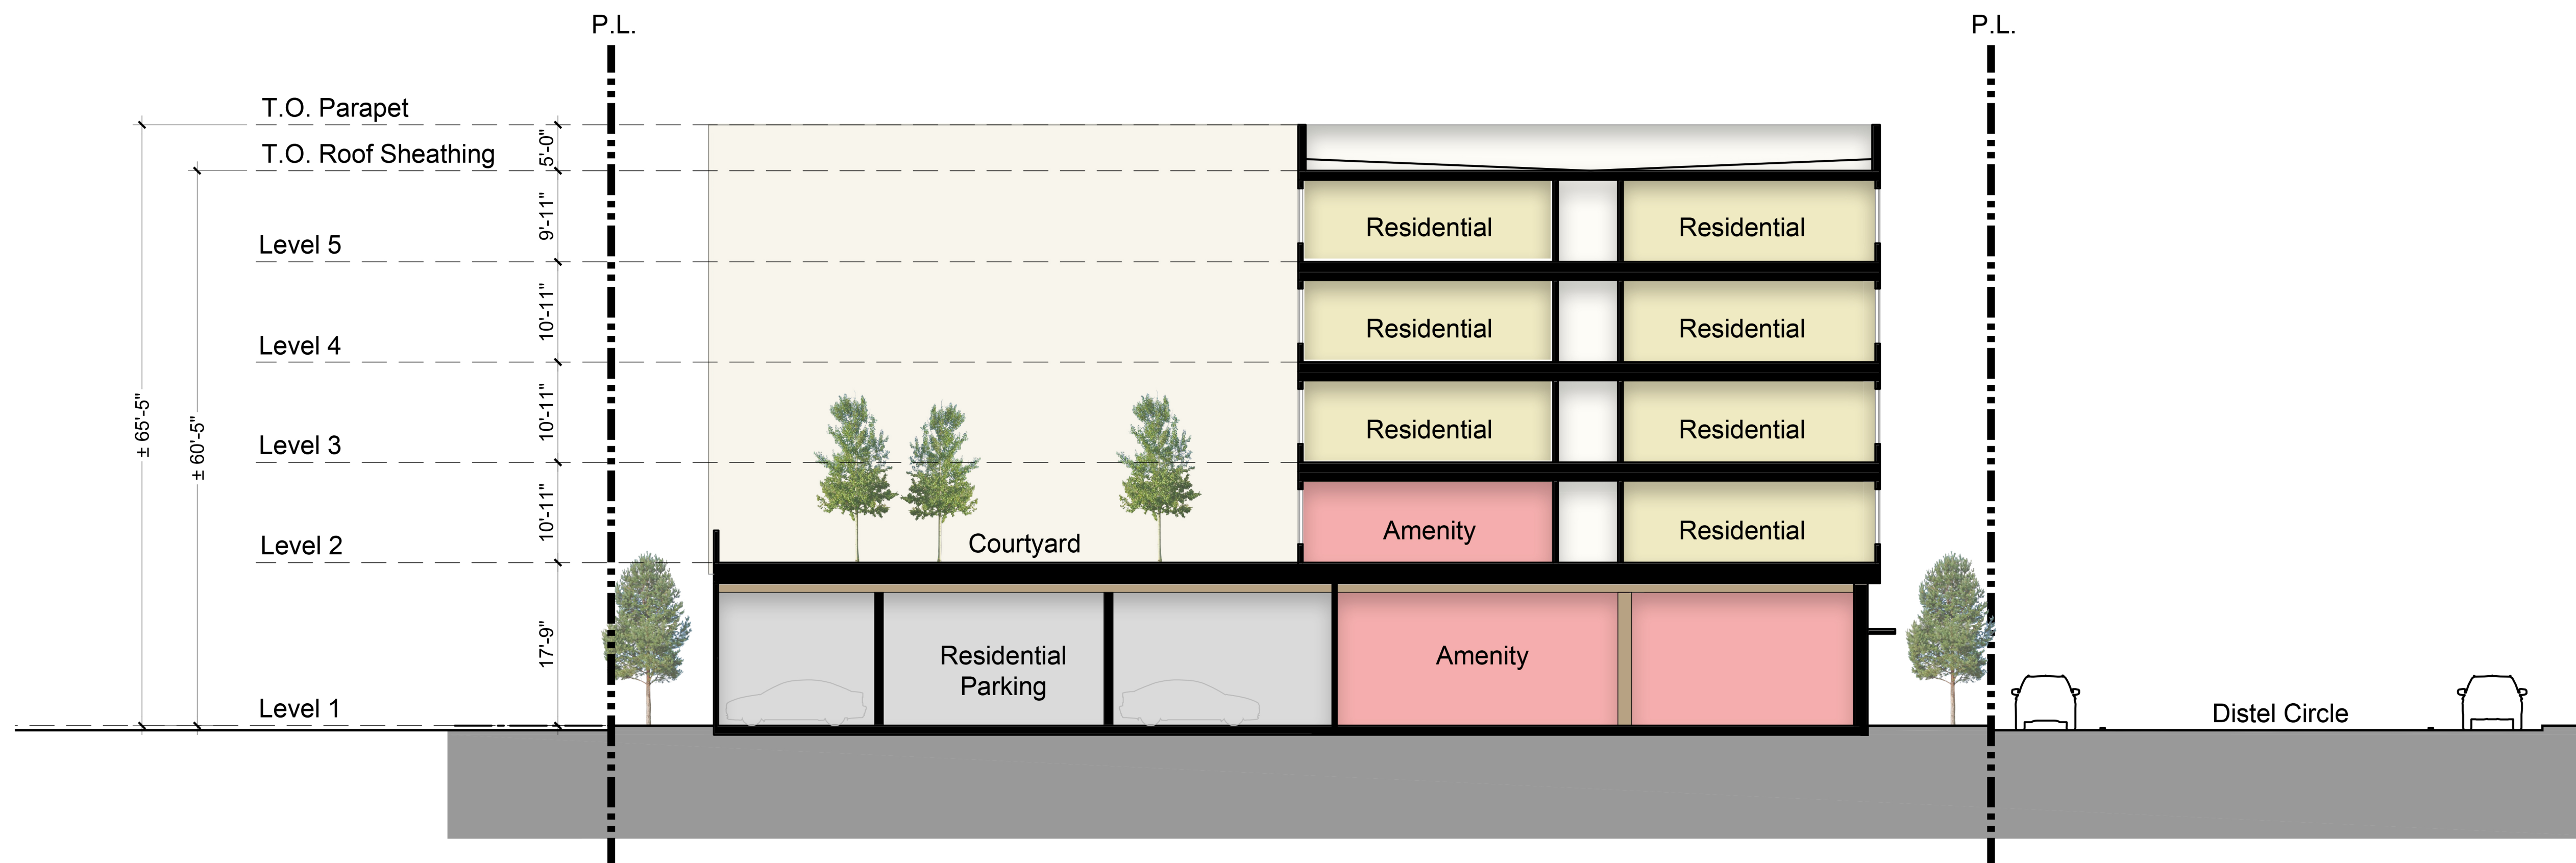 P.L.
P.L.
T.O. Parapet
5'-0"
T.O. Roof Sheathing
9'-11"
Residential
Residential
Level 5
10'-11"
Residential
Residential
Level 4
10'-11"
± 65'-5"
± 60'-5"
Residential
Residential
Level 3
10'-11"
Amenity
Residential
Courtyard
Level 2
17'-9"
Residential
Parking
Amenity
Level 1
Distel Circle